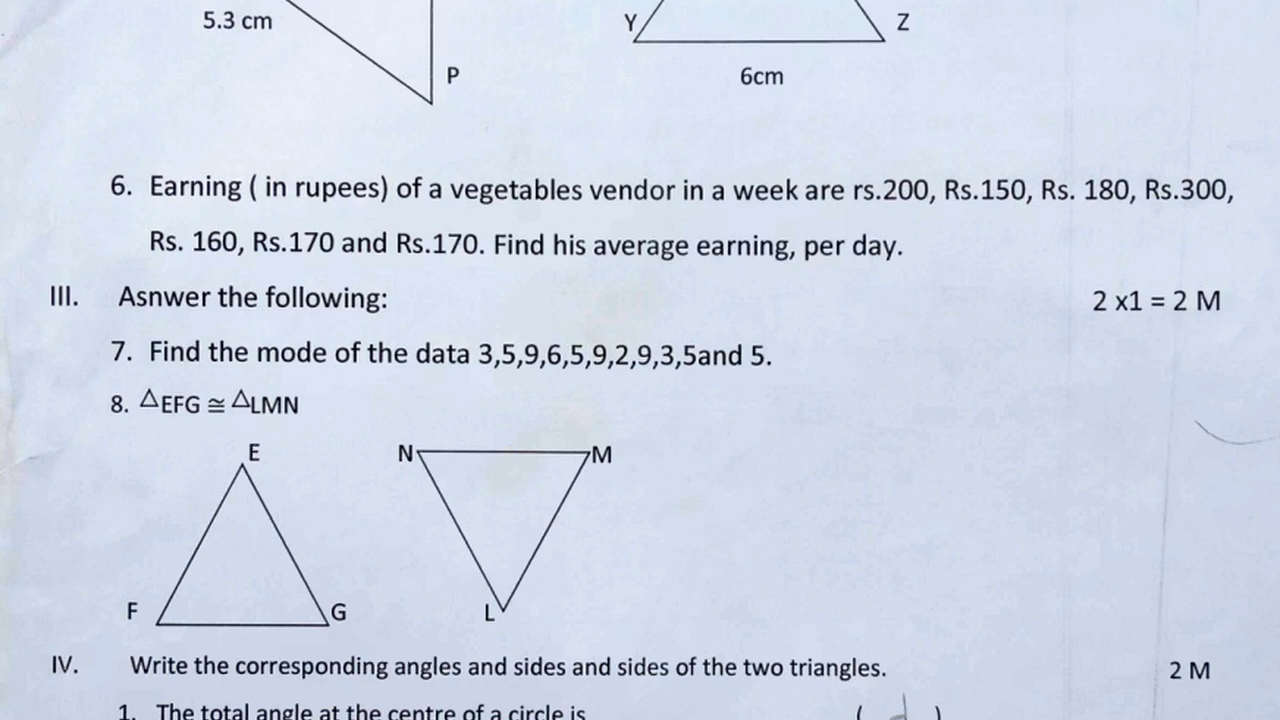 5.3 cm
Y
Z
P
6cm
6. Earning ( in rupees) of a vegetables vendor in a week are rs.200, Rs.150, Rs. 180, Rs.300,
Rs. 160, Rs.170 and Rs.170. Find his average earning, per day.
III. Asnwer the following: 2 x1 = 2 M
7. Find the mode of the data 3,5,9,6,5,9,2,9,3,5and 5.
8. △EFG ≅ △LMN
E
N
M
F
G
L
IV. Write the corresponding angles and sides and sides of the two triangles. 2 M
1. The total angle at the centre of a circle is ( d )